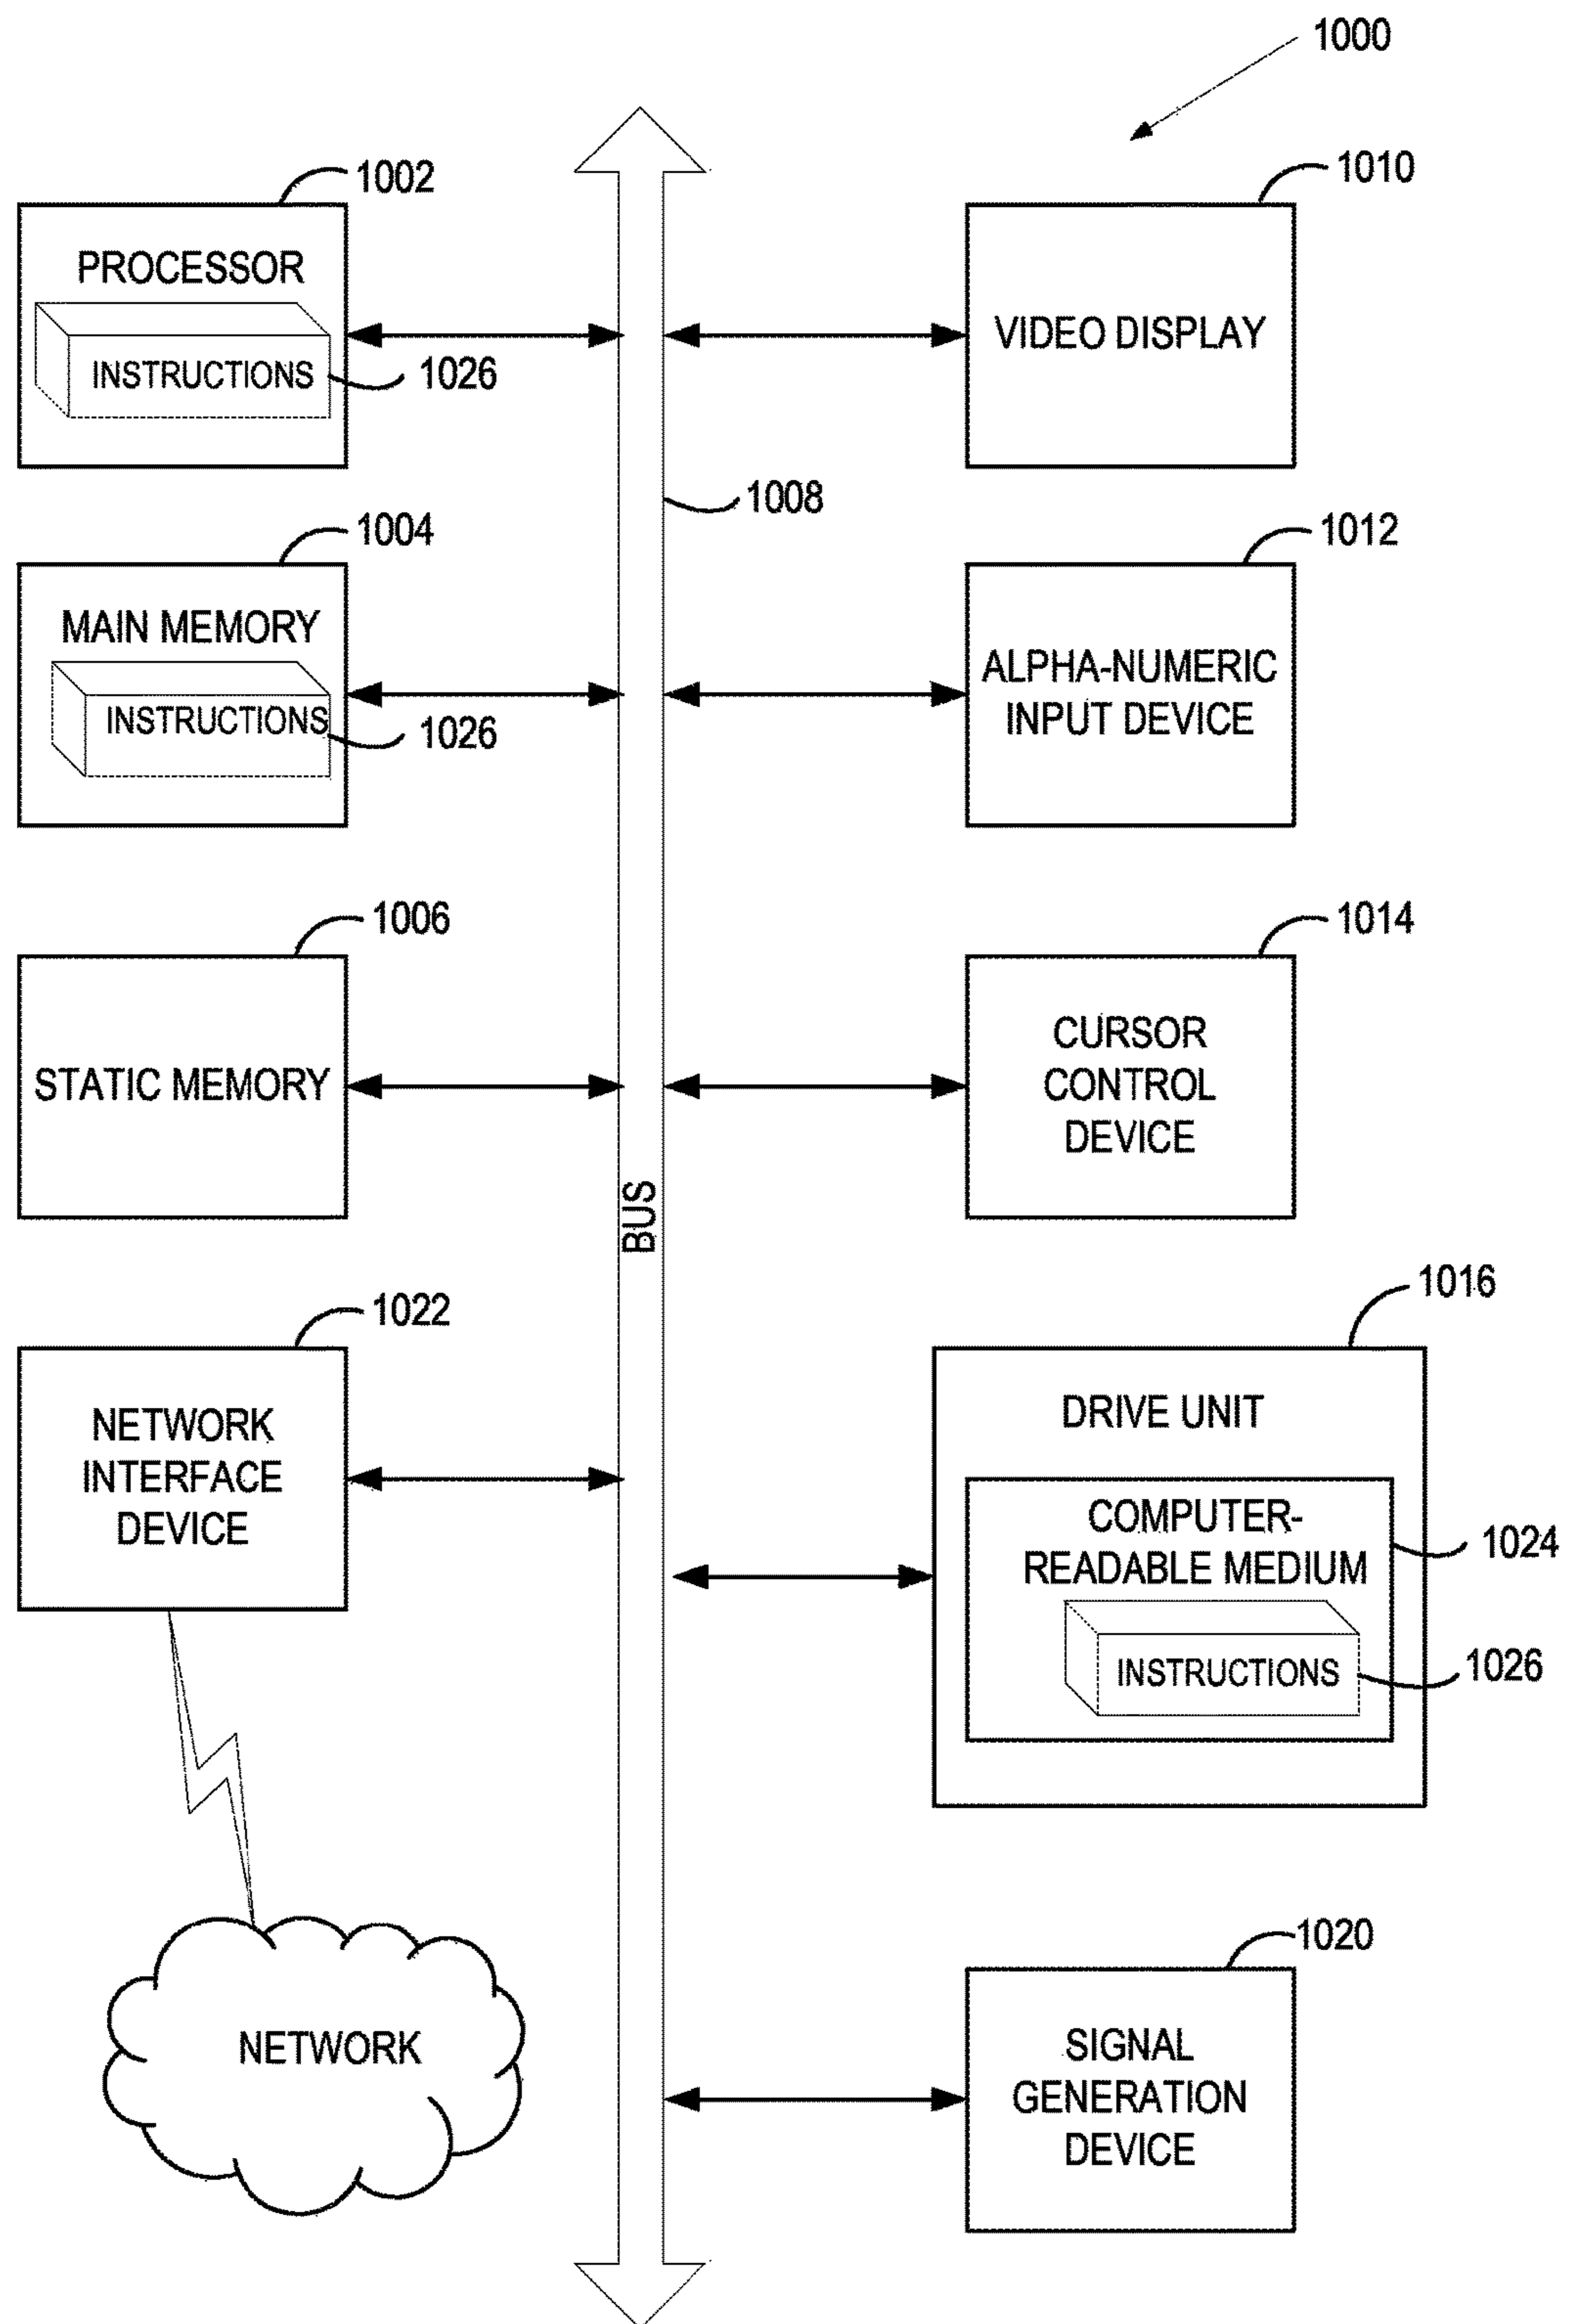 1000
1002
PROCESSOR
INSTRUCTIONS
1026
1010
VIDEO DISPLAY
1008
1004
MAIN MEMORY
INSTRUCTIONS
1026
1012
ALPHA-NUMERIC
INPUT DEVICE
1006
STATIC MEMORY
1014
CURSOR
CONTROL
DEVICE
BUS
1022
NETWORK
INTERFACE
DEVICE
1016
DRIVE UNIT
COMPUTER-
READABLE MEDIUM
1024
INSTRUCTIONS
1026
NETWORK
1020
SIGNAL
GENERATION
DEVICE